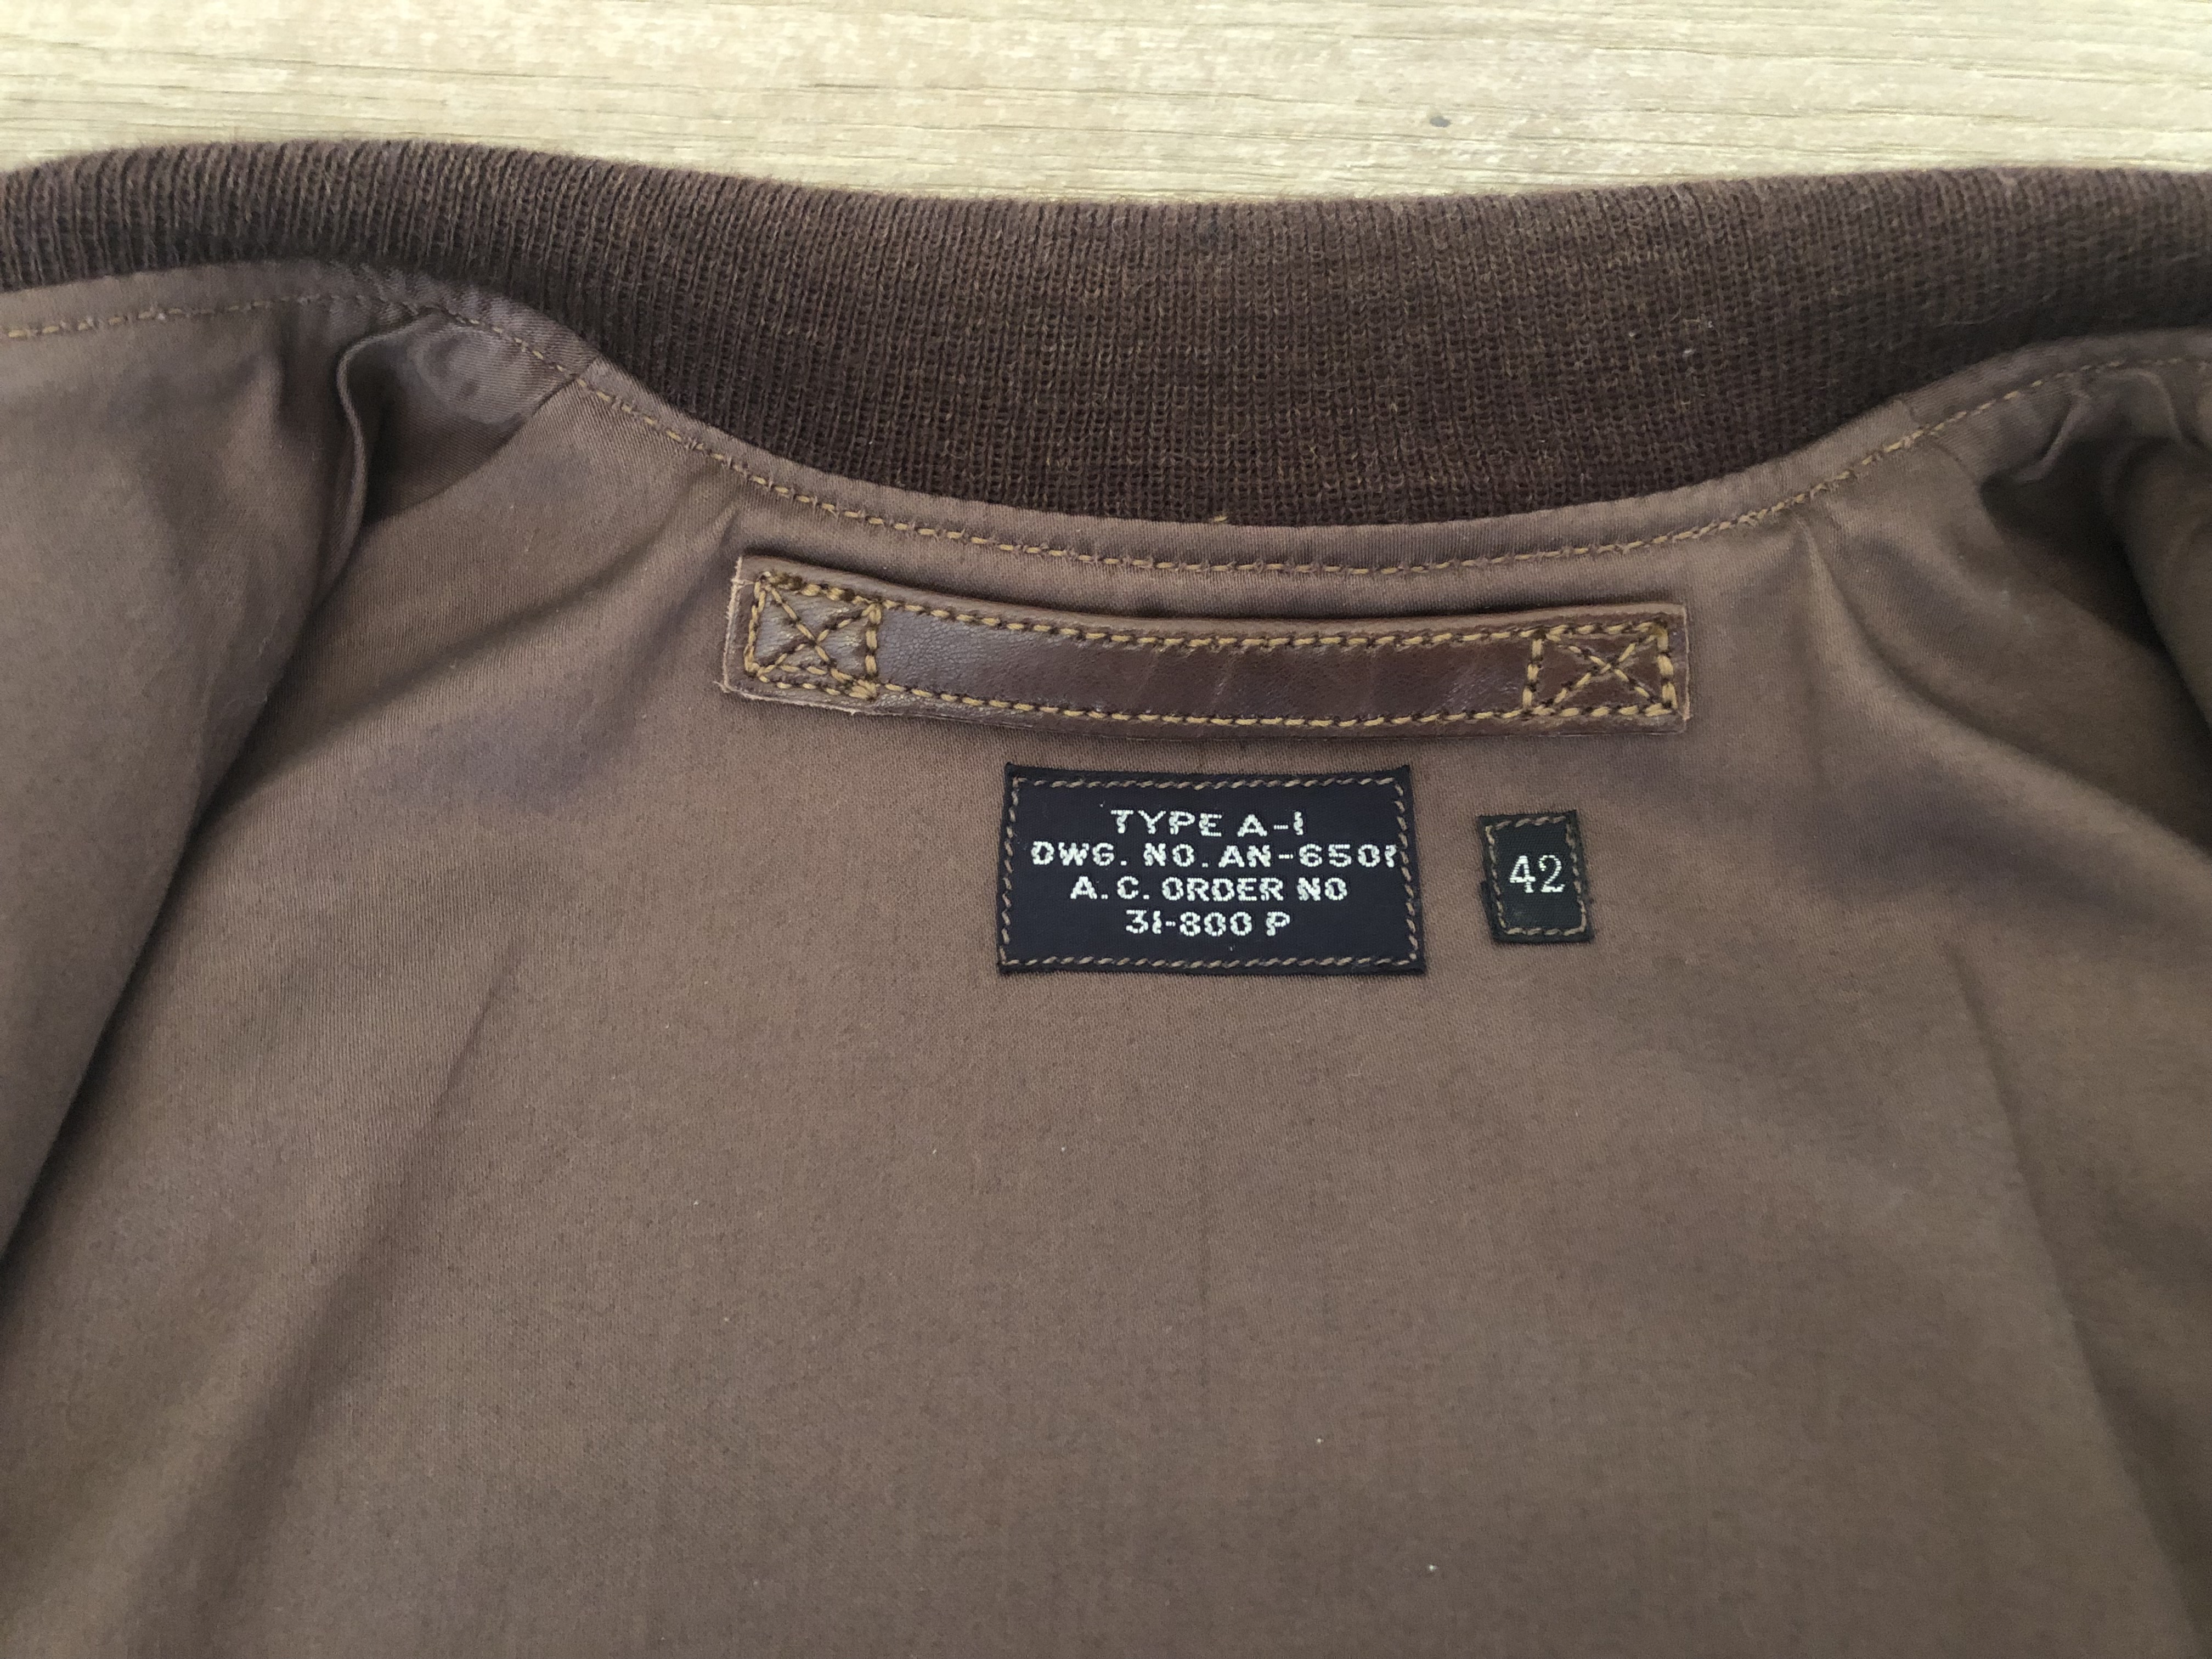 TYPE A-1
DWG. NO. AN-6501
A.C. ORDER NO
31-800 P
42